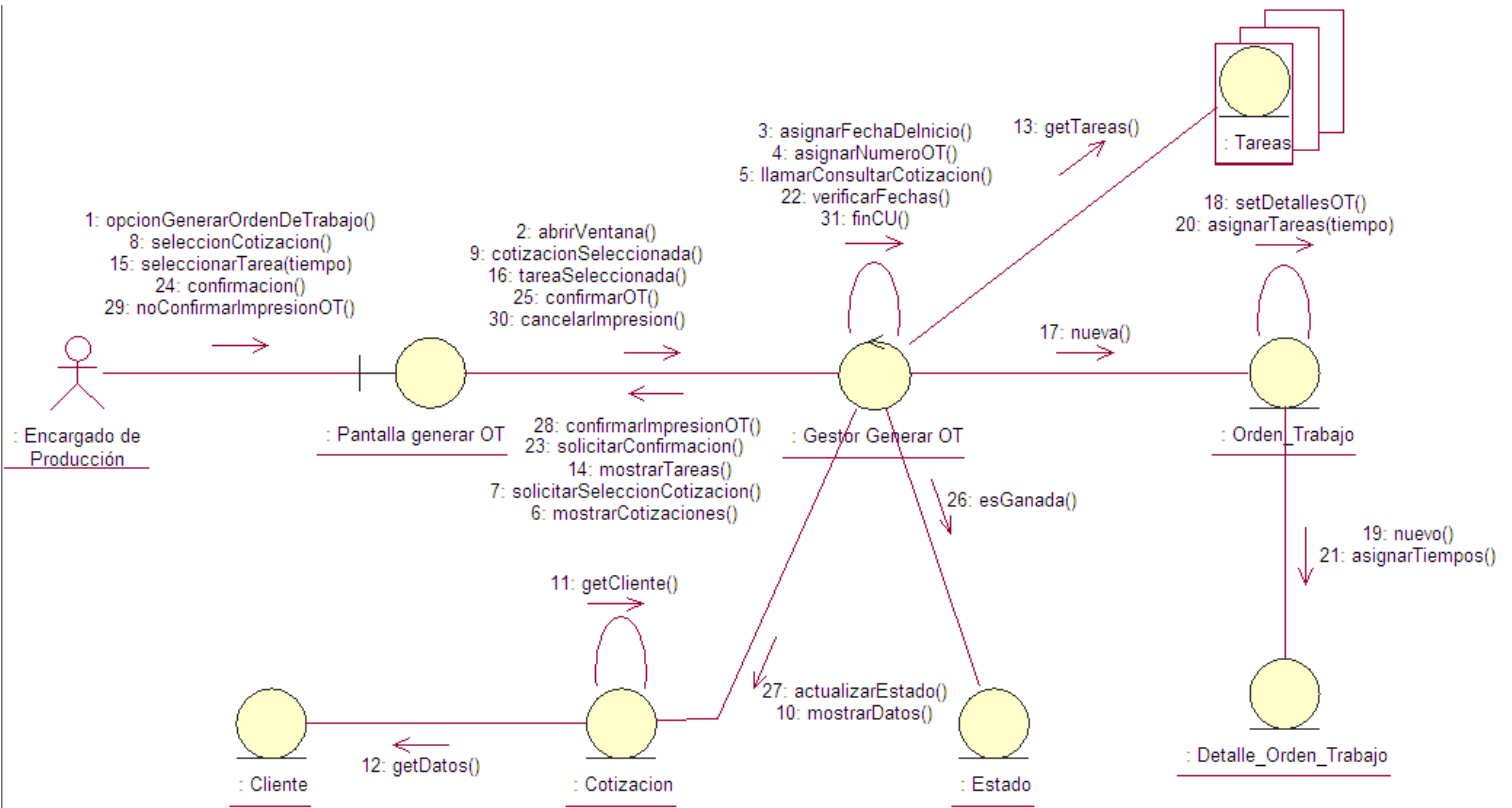 : Tareas
13: getTareas()
3: asignarFechaDeInicio()
4: asignarNumeroOT()
5: llamarConsultarCotizacion()
22: verificarFechas()
31: finCU()
18: setDetallesOT()
20: asignarTareas(tiempo)
1: opcionGenerarOrdenDeTrabajo()
8: seleccionCotizacion()
15: seleccionarTarea(tiempo)
24: confirmacion()
29: noConfirmarImpresionOT()
2: abrirVentana()
9: cotizacionSeleccionada()
16: tareaSeleccionada()
25: confirmarOT()
30: cancelarImpresion()
17: nueva()
: Encargado de
Producción
: Pantalla generar OT
28: confirmarImpresionOT()
23: solicitarConfirmacion()
14: mostrarTareas()
7: solicitarSeleccionCotizacion()
6: mostrarCotizaciones()
: Gestor Generar OT
: Orden_Trabajo
26: esGanada()
19: nuevo()
21: asignarTiempos()
11: getCliente()
27: actualizarEstado()
10: mostrarDatos()
12: getDatos()
: Cliente
: Cotizacion
: Estado
: Detalle_Orden_Trabajo